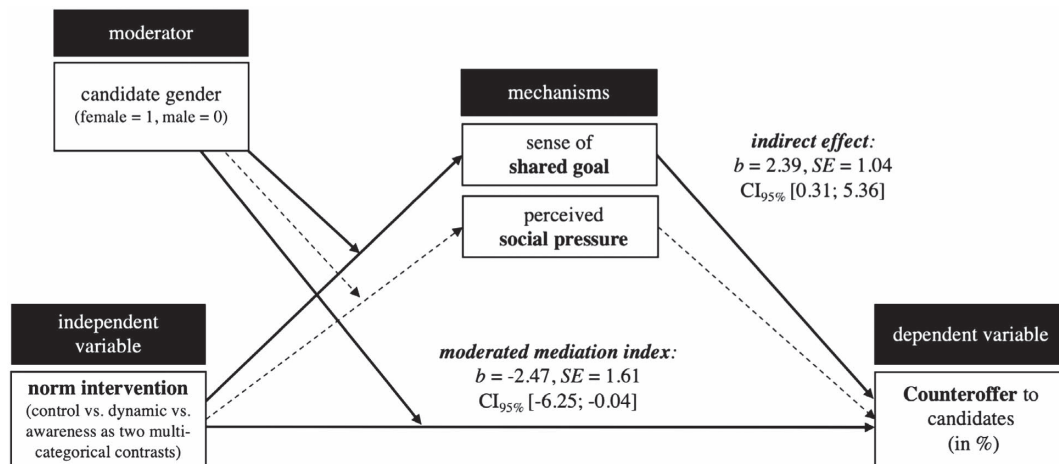 moderator
candidate gender
(female = 1, male = 0)
mechanisms
sense of
shared goal
perceived
social pressure
indirect effect:
b = 2.39, SE = 1.04
CI95% [0.31; 5.36]
independent
variable
norm intervention
(control vs. dynamic vs.
awareness as two multi-
categorical contrasts)
moderated mediation index:
b = -2.47, SE = 1.61
CI95% [-6.25; -0.04]
dependent variable
Counteroffer to
candidates
(in %)